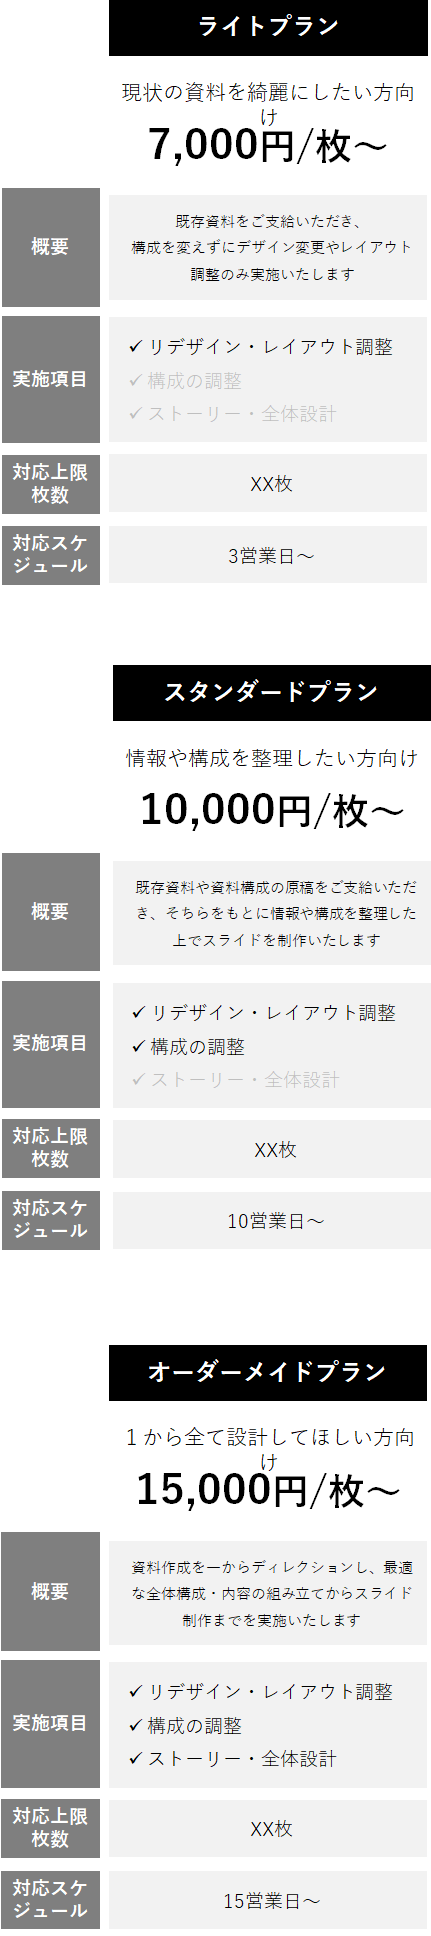 ライトプラン
現状の資料を綺麗にしたい方向
け
7,000円/枚～
概要
既存資料をご支給いただき、
構成を変えずにデザイン変更やレイアウト
調整のみ実施いたします
実施項目
✓ リデザイン・レイアウト調整
✓ 構成の調整
✓ ストーリー・全体設計
対応上限
枚数
XX枚
対応スケ
ジュール
3営業日～
スタンダードプラン
情報や構成を整理したい方向け
10,000円/枚～
概要
既存資料や資料構成の原稿をご支給いただ
き、そちらをもとに情報や構成を整理した
上でスライドを制作いたします
実施項目
✓ リデザイン・レイアウト調整
✓ 構成の調整
✓ ストーリー・全体設計
対応上限
枚数
XX枚
対応スケ
ジュール
10営業日～
オーダーメイドプラン
１から全て設計してほしい方向
け
15,000円/枚～
概要
資料作成を一からディレクションし、最適
な全体構成・内容の組み立てからスライド
制作までを実施いたします
実施項目
✓ リデザイン・レイアウト調整
✓ 構成の調整
✓ ストーリー・全体設計
対応上限
枚数
XX枚
対応スケ
ジュール
15営業日～